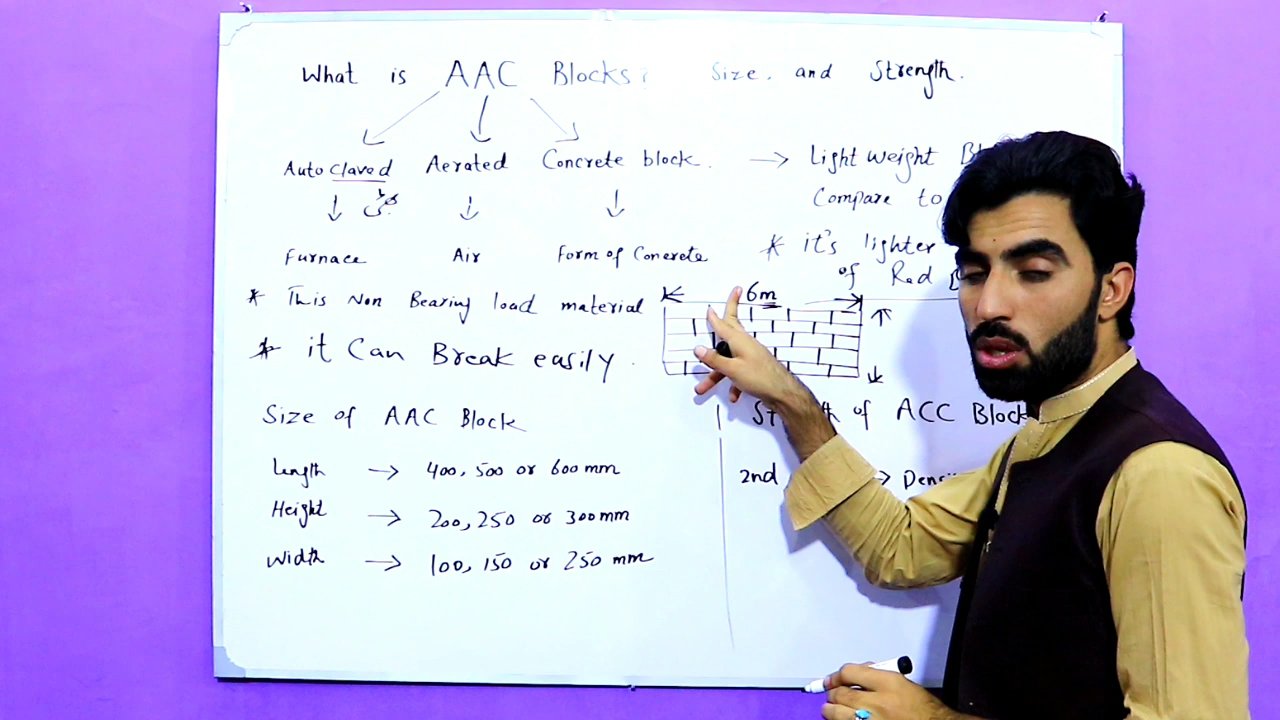 What is AAC Blocks? Size, and Strength.
Auto Claved Aerated Concrete block. → Light weight
Compare to
↓ ↓ ↓
Furnace Air Form of Concrete
* it's lighter
of Red
* This Non Bearing load material
6m
* it Can Break easily.
Size of AAC Block
of ACC Block
Length → 400, 500 or 600 mm
2nd
Height → 200, 250 or 300 mm
Width → 100, 150 or 250 mm